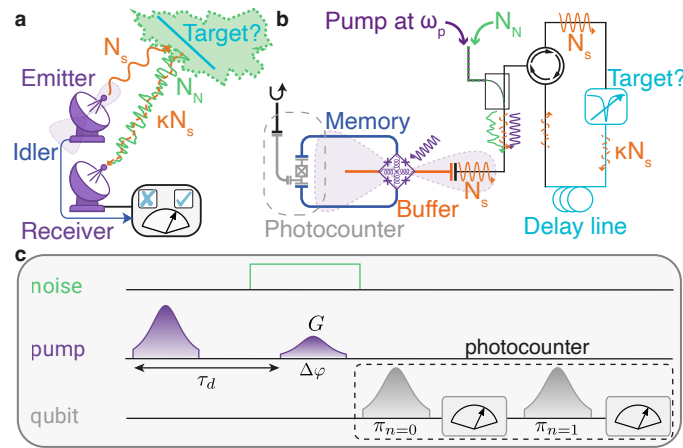 a
N_s
Target?
Emitter
N_N
κN_s
Idler
Receiver
b
Pump at ω_p
N_N
N_s
Target?
Memory
κN_s
N_s
Buffer
Photocounter
Delay line
c
noise
pump
G
photocounter
τ_d
Δφ
qubit
π_{n=0}
π_{n=1}